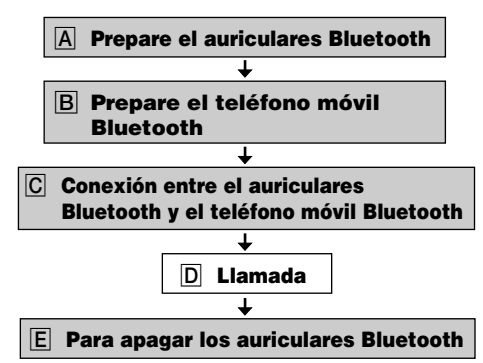 A Prepare el auriculares Bluetooth
B Prepare el teléfono móvil
Bluetooth
C Conexión entre el auriculares
Bluetooth y el teléfono móvil Bluetooth
D Llamada
E Para apagar los auriculares Bluetooth